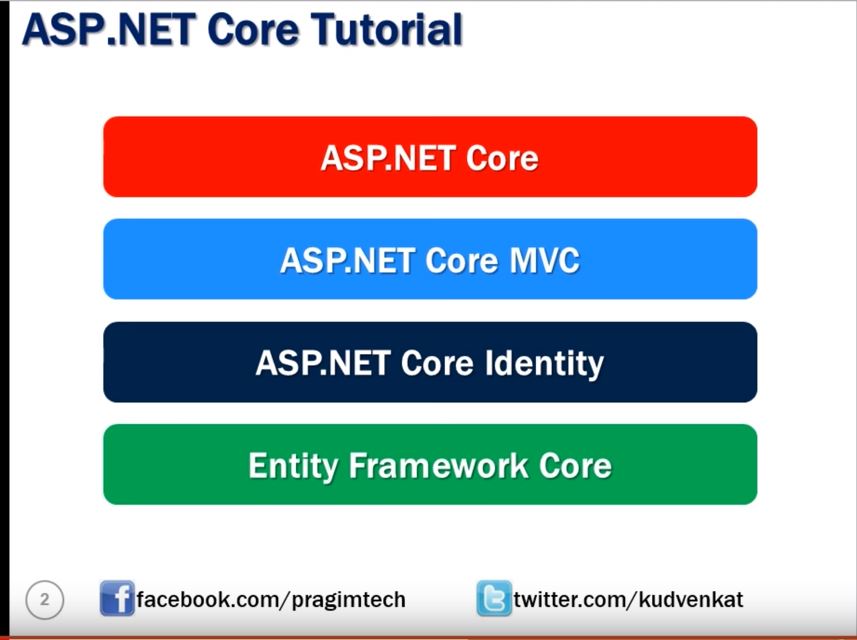 ASP.NET Core Tutorial
ASP.NET Core
ASP.NET Core MVC
ASP.NET Core Identity
Entity Framework Core
2
facebook.com/pragimtech
twitter.com/kudvenkat